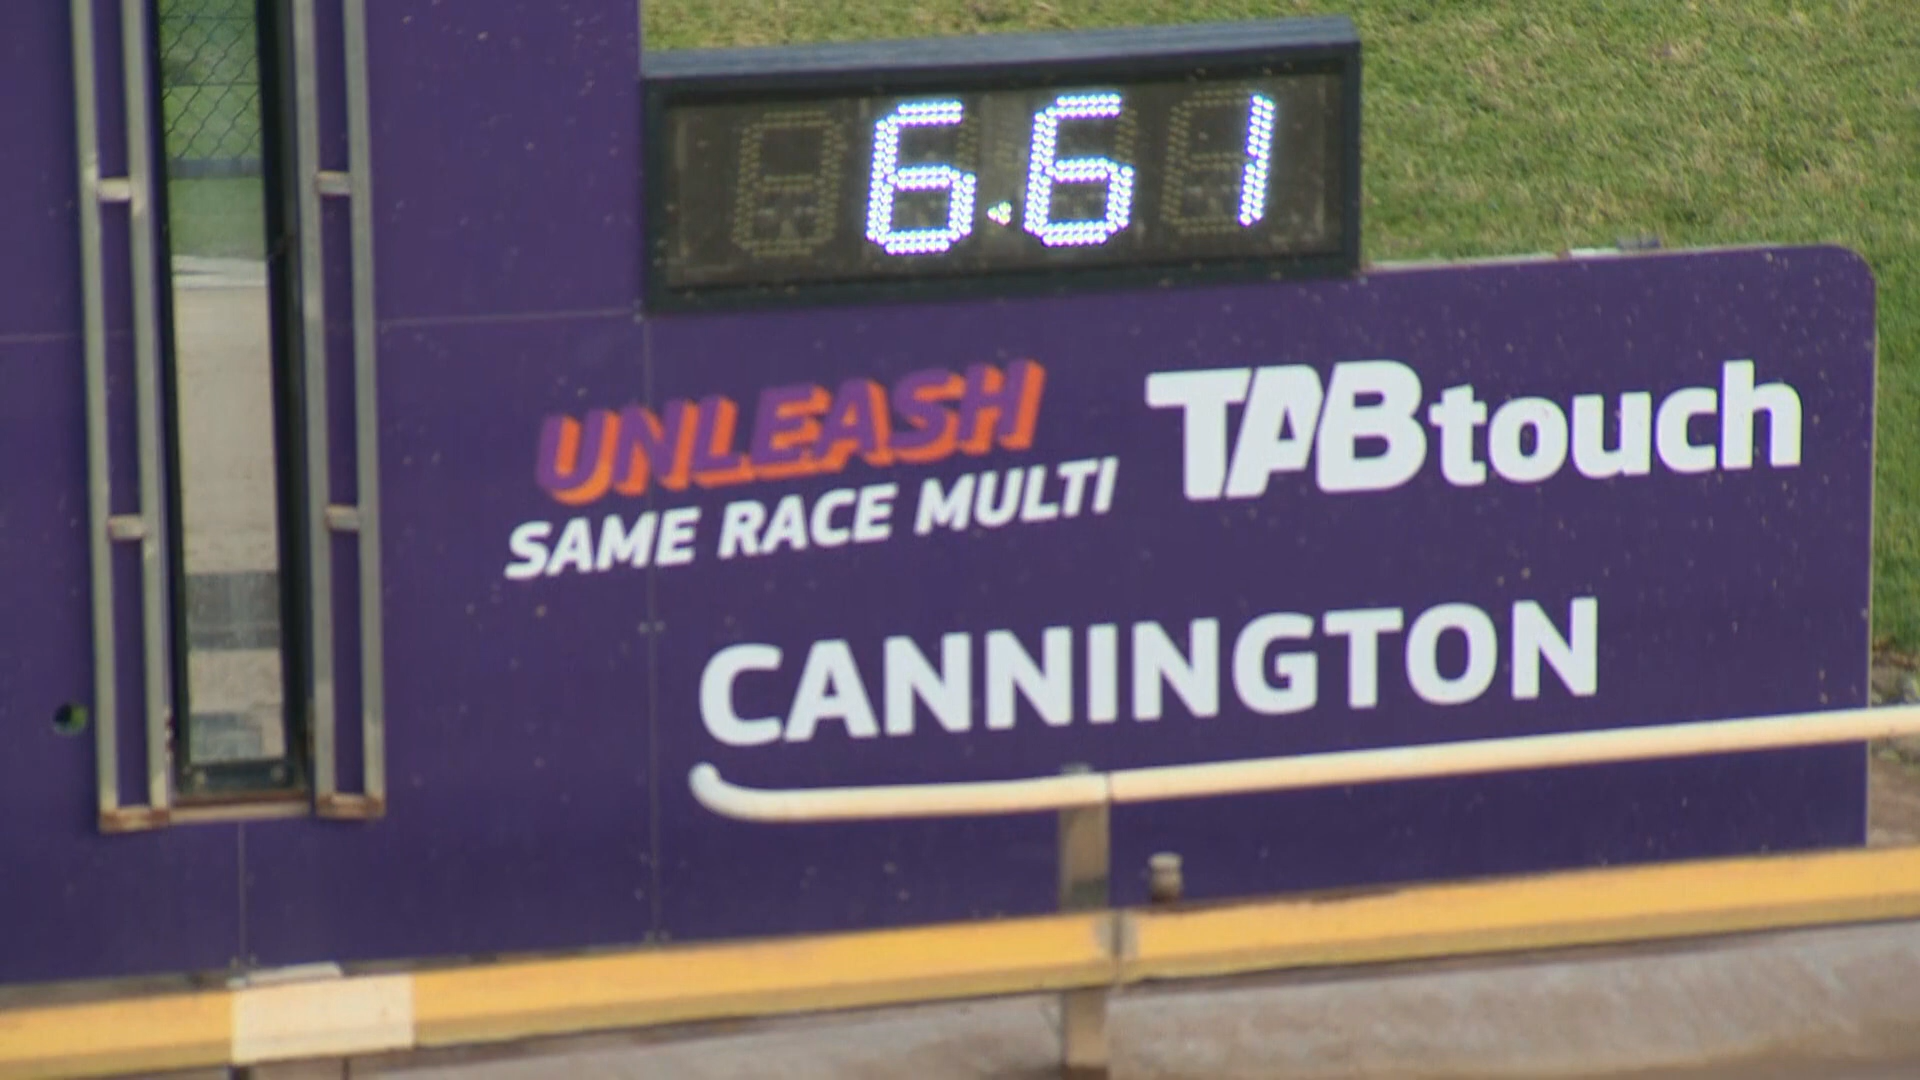 6.61
UNLEASH
SAME RACE MULTI
TABtouch
CANNINGTON